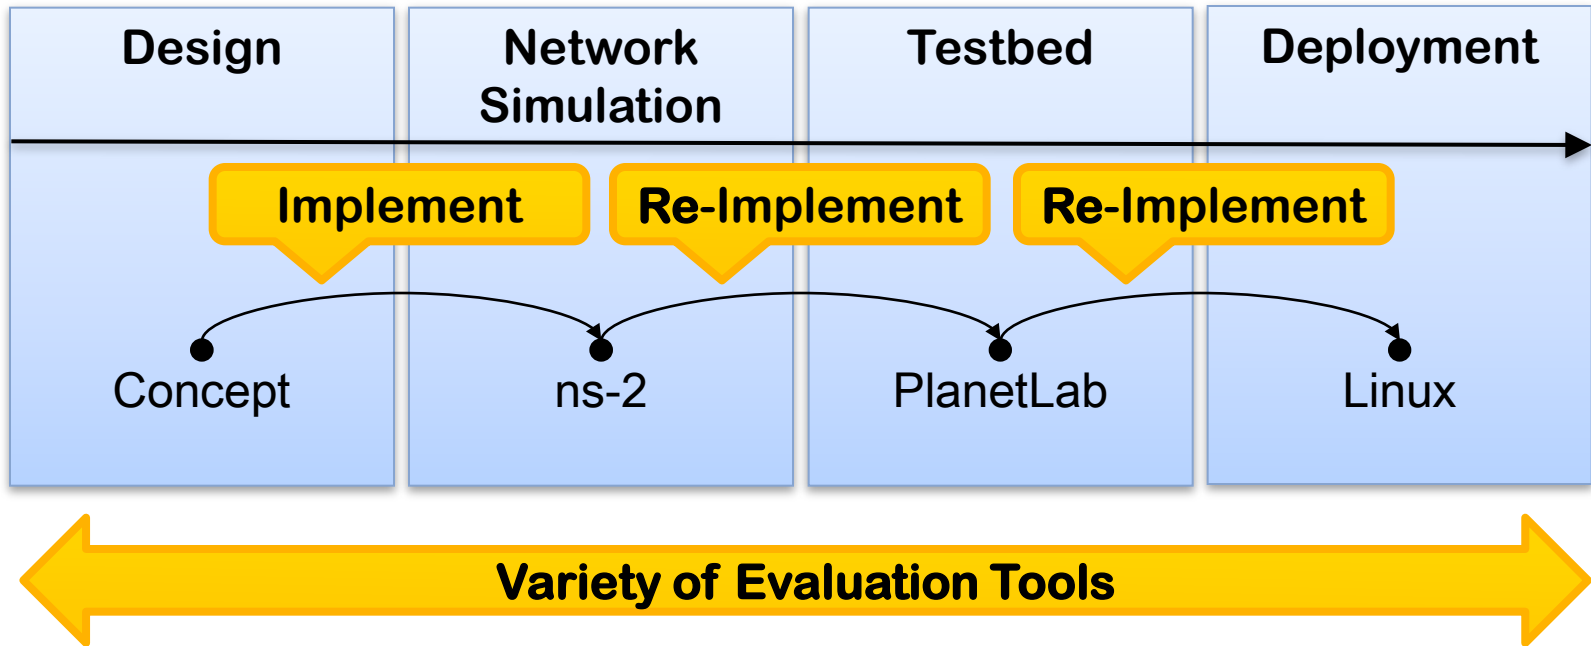 Design
Network
Simulation
Testbed
Deployment
Implement
Re-Implement
Re-Implement
Concept
ns-2
PlanetLab
Linux
Variety of Evaluation Tools